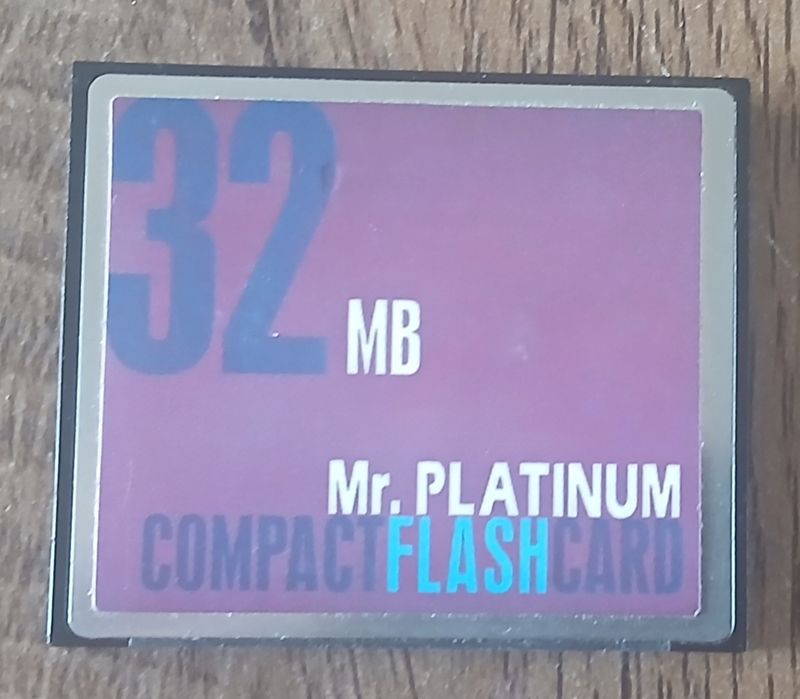 32 MB
Mr. PLATINUM
COMPACTFLASHCARD